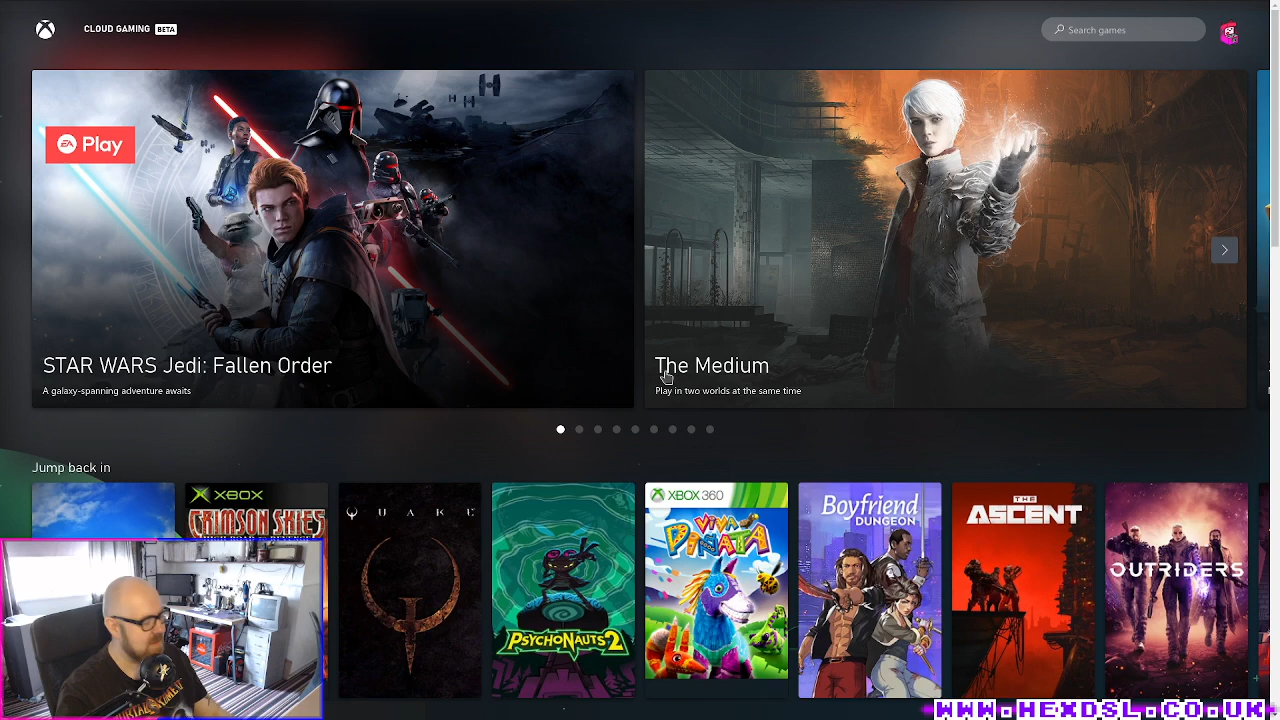 CLOUD GAMING BETA
Search games
EA Play
STAR WARS Jedi: Fallen Order
A galaxy-spanning adventure awaits
The Medium
Play in two worlds at the same time
Jump back in
XBOX
CRIMSON SKIES
QUAKE
PSYCHONAUTS 2
XBOX 360
VIVA PIÑATA
Boyfriend
DUNGEON
THE
ASCENT
OUTRIDERS
WWW.HEXDSL.CO.UK